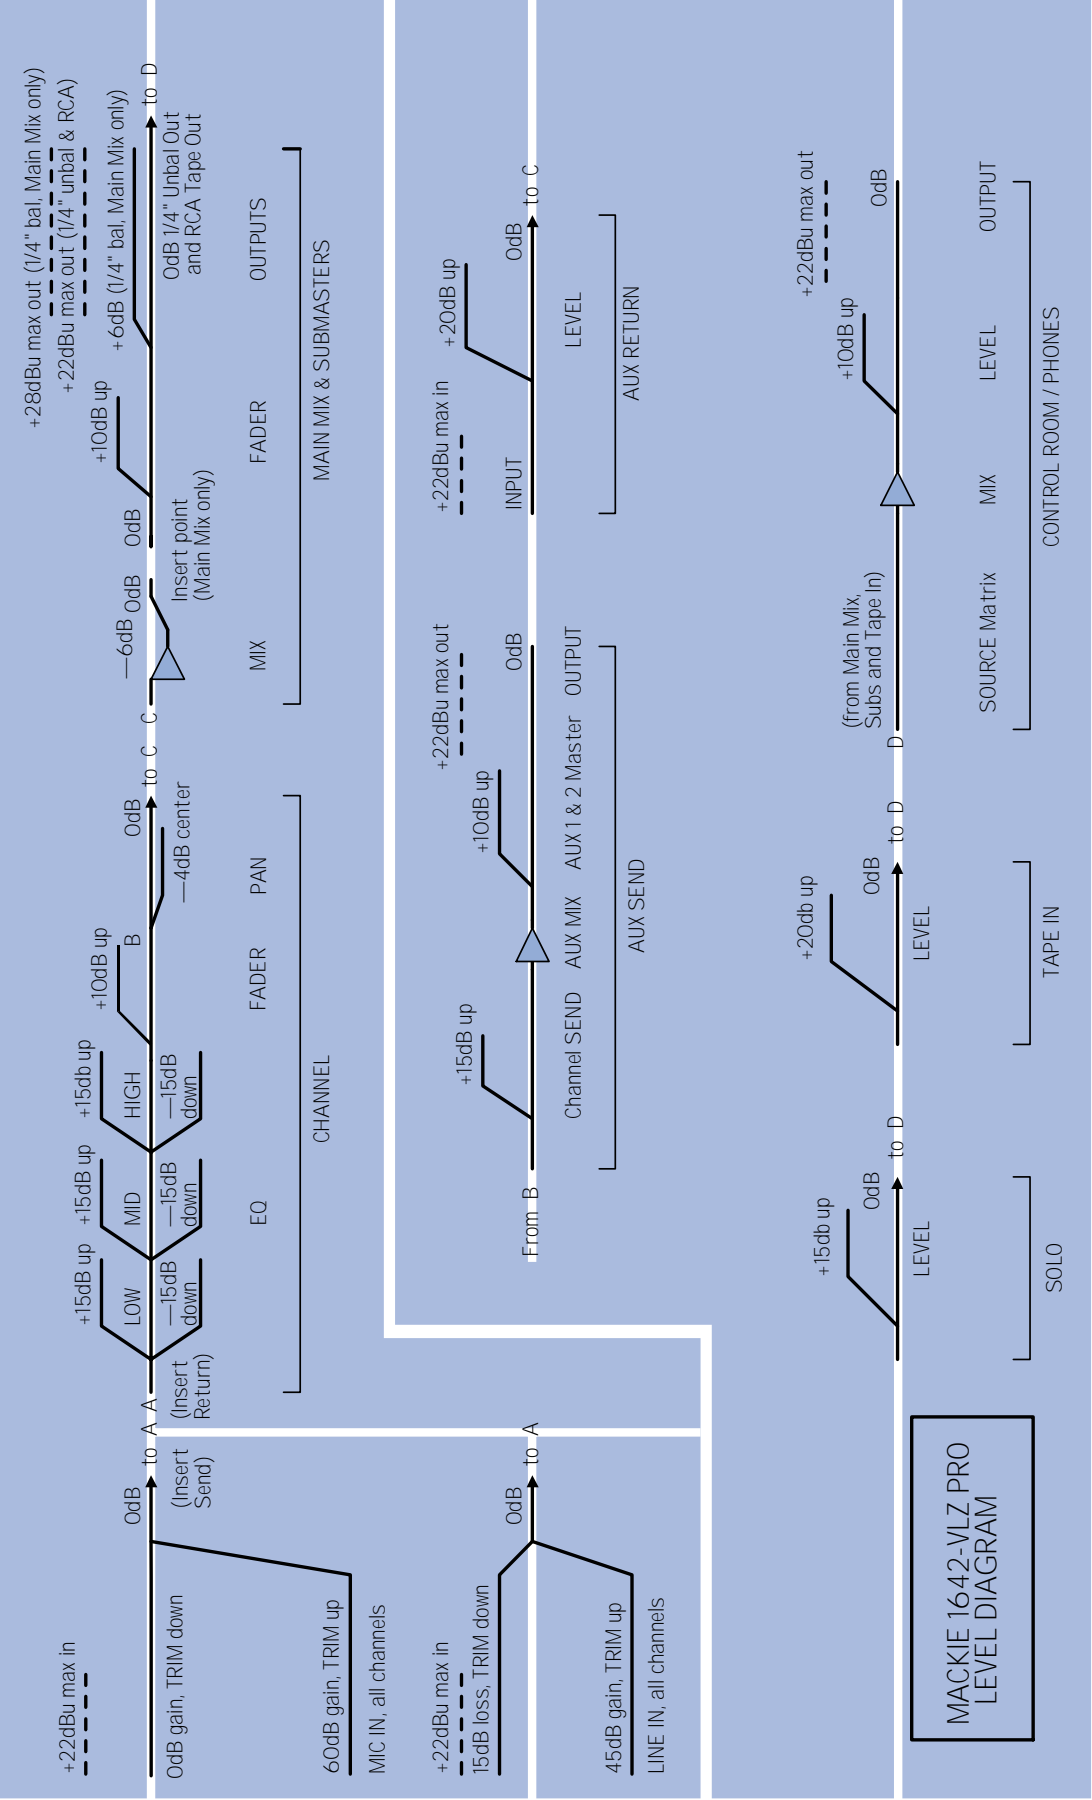 +22dBu max in
0dB gain, TRIM down
60dB gain, TRIM up
MIC IN, all channels
0dB
to A
(Insert
Send)
A
(Insert
Return)
+15dB up
LOW
—15dB
down
+15dB up
MID
—15dB
down
+15db up
HIGH
—15dB
down
EQ
+10dB up
FADER
B
PAN
—4dB center
0dB
to C
CHANNEL
C
—6dB
0dB
MIX
Insert point
(Main Mix only)
0dB
+10dB up
FADER
+28dBu max out (1/4" bal, Main Mix only)
+22dBu max out (1/4" unbal & RCA)
+6dB (1/4" bal, Main Mix only)
to D
0dB 1/4" Unbal Out
and RCA Tape Out
OUTPUTS
MAIN MIX & SUBMASTERS
+22dBu max in
15dB loss, TRIM down
45dB gain, TRIM up
LINE IN, all channels
0dB
to A
From B
+15dB up
Channel SEND
AUX MIX
+10dB up
AUX 1 & 2 Master
+22dBu max out
0dB
OUTPUT
AUX SEND
+22dBu max in
INPUT
+20dB up
LEVEL
0dB
to C
AUX RETURN
MACKIE 1642-VLZ PRO
LEVEL DIAGRAM
+15db up
LEVEL
0dB
to D
SOLO
+20db up
LEVEL
0dB
to D
TAPE IN
D
(from Main Mix,
Subs and Tape In)
SOURCE Matrix
MIX
+10dB up
LEVEL
+22dBu max out
0dB
OUTPUT
CONTROL ROOM / PHONES